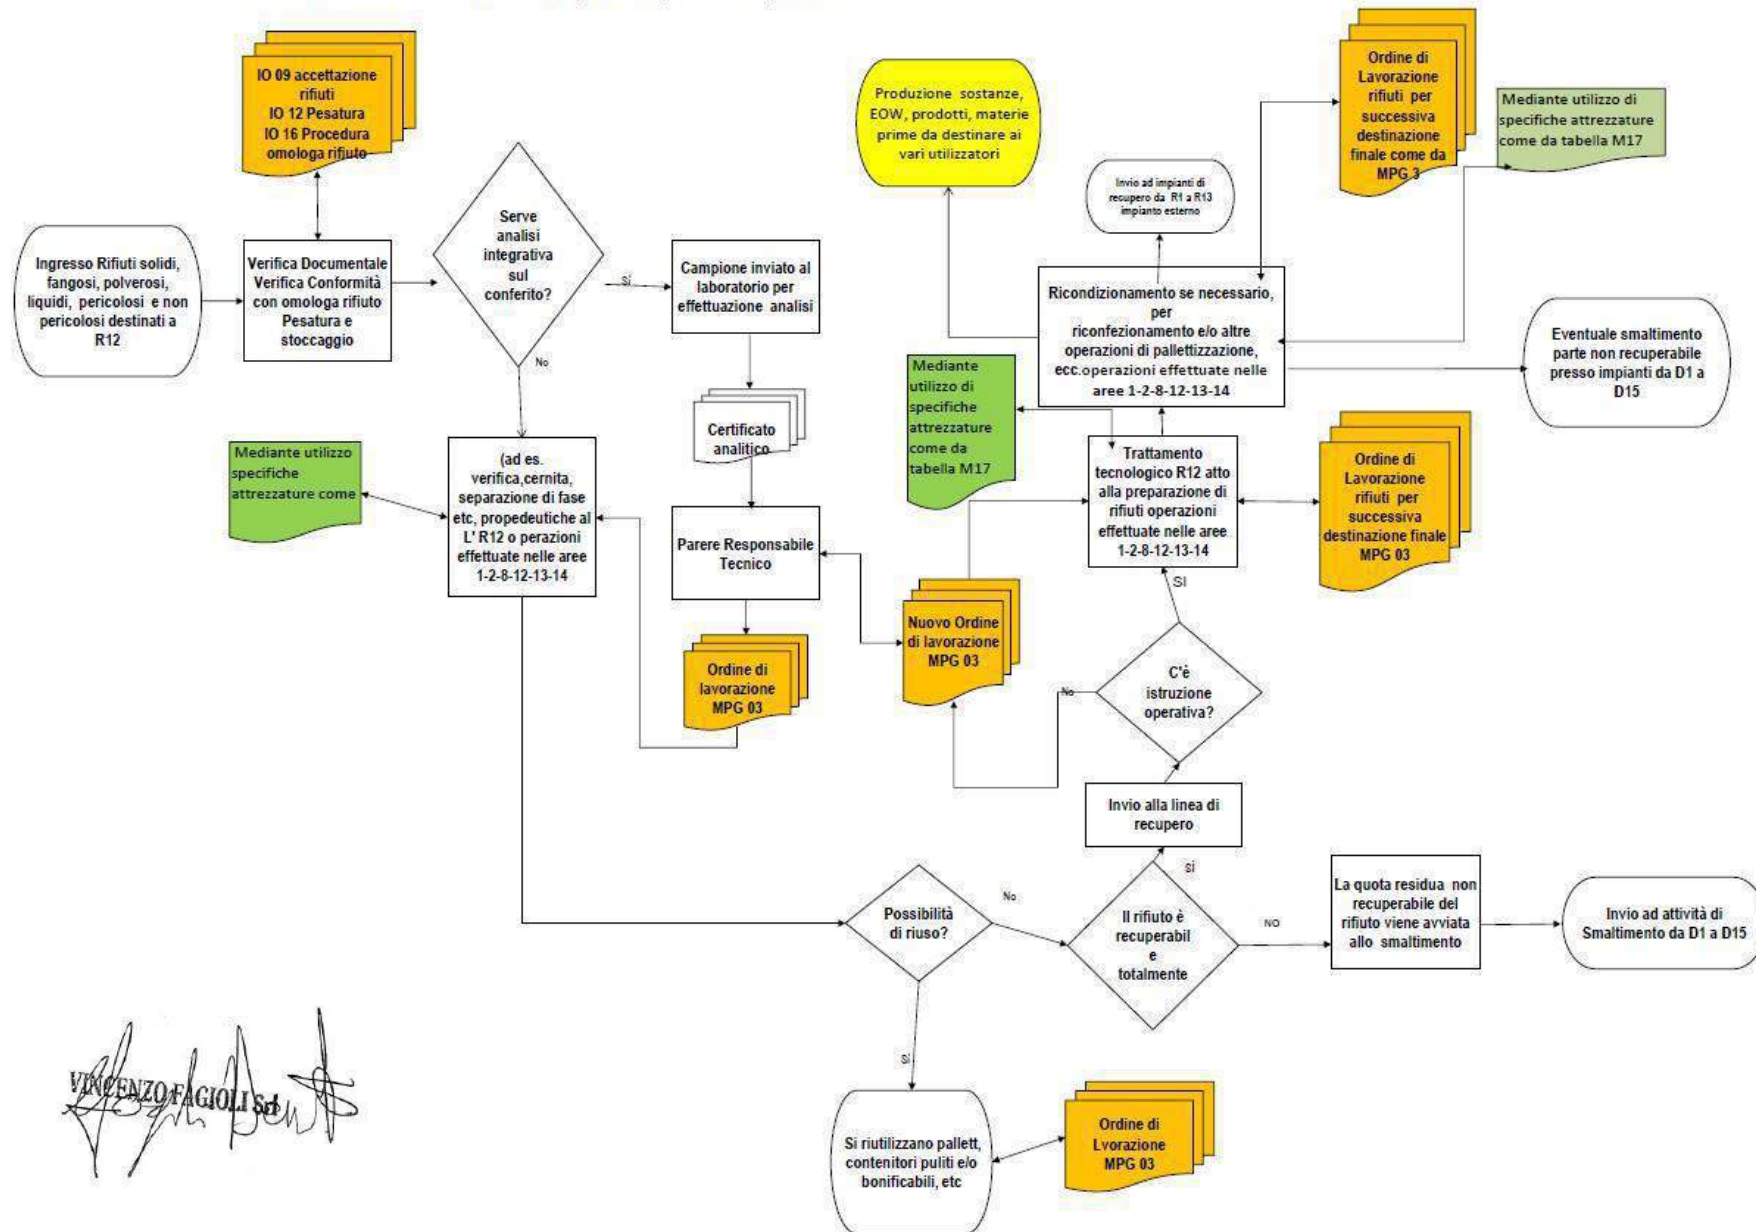 IO 09 accettazione
rifiuti
IO 12 Pesatura
IO 16 Procedura
omologa rifiuto
Ingresso Rifiuti solidi,
fangosi, polverosi,
liquidi, pericolosi e non
pericolosi destinati a
R12
Verifica Documentale
Verifica Conformità
con omologa rifiuto
Pesatura e
stoccaggio
Serve
analisi
integrativa
sul
conferito?
Sí
No
Campione inviato al
laboratorio per
effettuazione analisi
Certificato
analitico
Parere Responsabile
Tecnico
Ordine di
lavorazione
MPG 03
Mediante utilizzo
specifiche
attrezzature come
(ad es.
verifica,cernita,
separazione di fase
etc, propedeutiche al
L' R12 o perazioni
effettuate nelle aree
1-2-8-12-13-14
Produzione sostanze,
EOW, prodotti, materie
prime da destinare ai
vari utilizzatori
Invio ad impianti di
recupero da R1 a R13
impianto esterno
Ordine di
Lavorazione
rifiuti per
successiva
destinazione
finale come da
MPG 3
Mediante utilizzo di
specifiche attrezzature
come da tabella M17
Ricondizionamento se necessario,
per
riconfezionamento e/o altre
operazioni di pallettizzazione,
ecc.operazioni effettuate nelle
aree 1-2-8-12-13-14
Eventuale smaltimento
parte non recuperabile
presso impianti da D1 a
D15
Mediante
utilizzo di
specifiche
attrezzature
come da
tabella M17
Trattamento
tecnologico R12 atto
alla preparazione di
rifiuti operazioni
effettuate nelle aree
1-2-8-12-13-14
Ordine di
Lavorazione
rifiuti per
successiva
destinazione finale
MPG 03
SI
Nuovo Ordine
di lavorazione
MPG 03
No
C'è
istruzione
operativa?
Invio alla linea di
recupero
sí
Possibilità
di riuso?
No
Il rifiuto è
recuperabil
e
totalmente
NO
La quota residua non
recuperabile del
rifiuto viene avviata
allo smaltimento
Invio ad attività di
Smaltimento da D1 a D15
sí
Si riutilizzano pallett,
contenitori puliti e/o
bonificabili, etc
Ordine di
Lvorazione
MPG 03
VINCENZO FAGIOLI Srl